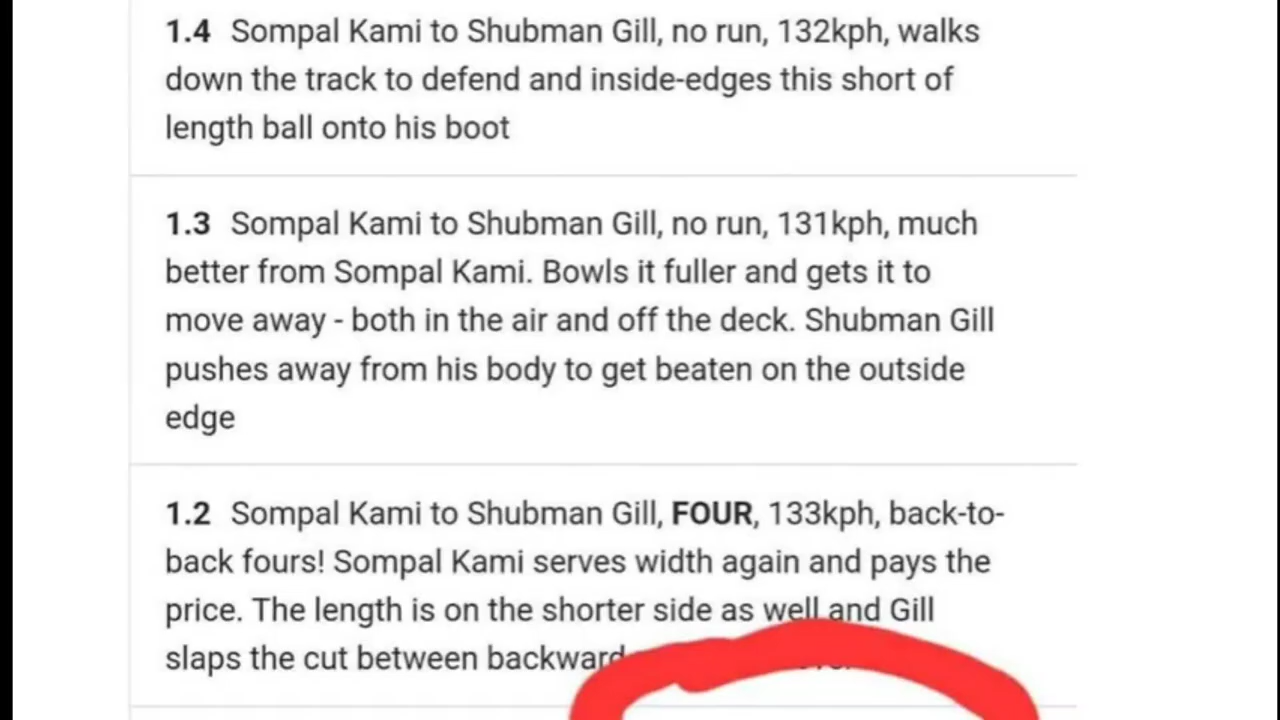 1.4 Sompal Kami to Shubman Gill, no run, 132kph, walks
down the track to defend and inside-edges this short of
length ball onto his boot
1.3 Sompal Kami to Shubman Gill, no run, 131kph, much
better from Sompal Kami. Bowls it fuller and gets it to
move away - both in the air and off the deck. Shubman Gill
pushes away from his body to get beaten on the outside
edge
1.2 Sompal Kami to Shubman Gill, FOUR, 133kph, back-to-
back fours! Sompal Kami serves width again and pays the
price. The length is on the shorter side as well and Gill
slaps the cut between backward